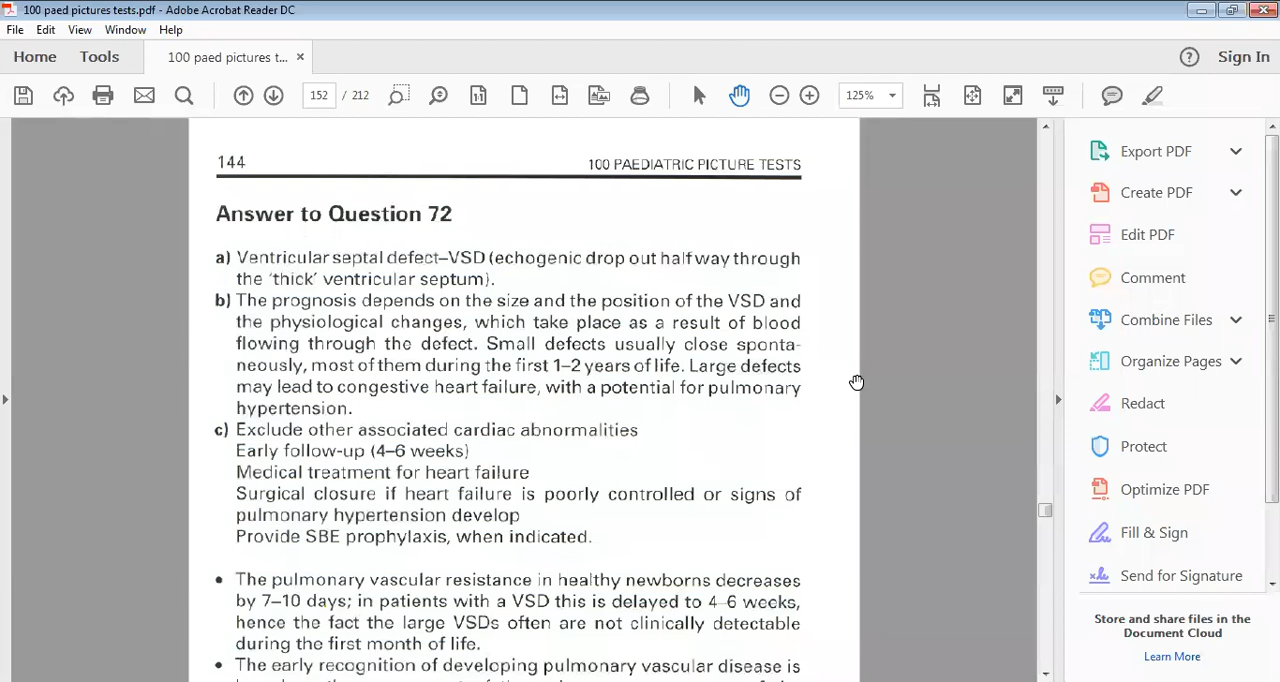 100 paed pictures tests.pdf - Adobe Acrobat Reader DC
File Edit View Window Help
Home Tools 100 paed pictures t... × ? Sign In
152 / 212 125%
144 100 PAEDIATRIC PICTURE TESTS
Answer to Question 72
a) Ventricular septal defect–VSD (echogenic drop out half way through
the ‘thick’ ventricular septum).
b) The prognosis depends on the size and the position of the VSD and
the physiological changes, which take place as a result of blood
flowing through the defect. Small defects usually close sponta-
neously, most of them during the first 1–2 years of life. Large defects
may lead to congestive heart failure, with a potential for pulmonary
hypertension.
c) Exclude other associated cardiac abnormalities
Early follow-up (4–6 weeks)
Medical treatment for heart failure
Surgical closure if heart failure is poorly controlled or signs of
pulmonary hypertension develop
Provide SBE prophylaxis, when indicated.
• The pulmonary vascular resistance in healthy newborns decreases
by 7–10 days; in patients with a VSD this is delayed to 4–6 weeks,
hence the fact the large VSDs often are not clinically detectable
during the first month of life.
• The early recognition of developing pulmonary vascular disease is
Export PDF
Create PDF
Edit PDF
Comment
Combine Files
Organize Pages
Redact
Protect
Optimize PDF
Fill & Sign
Send for Signature
Store and share files in the
Document Cloud
Learn More